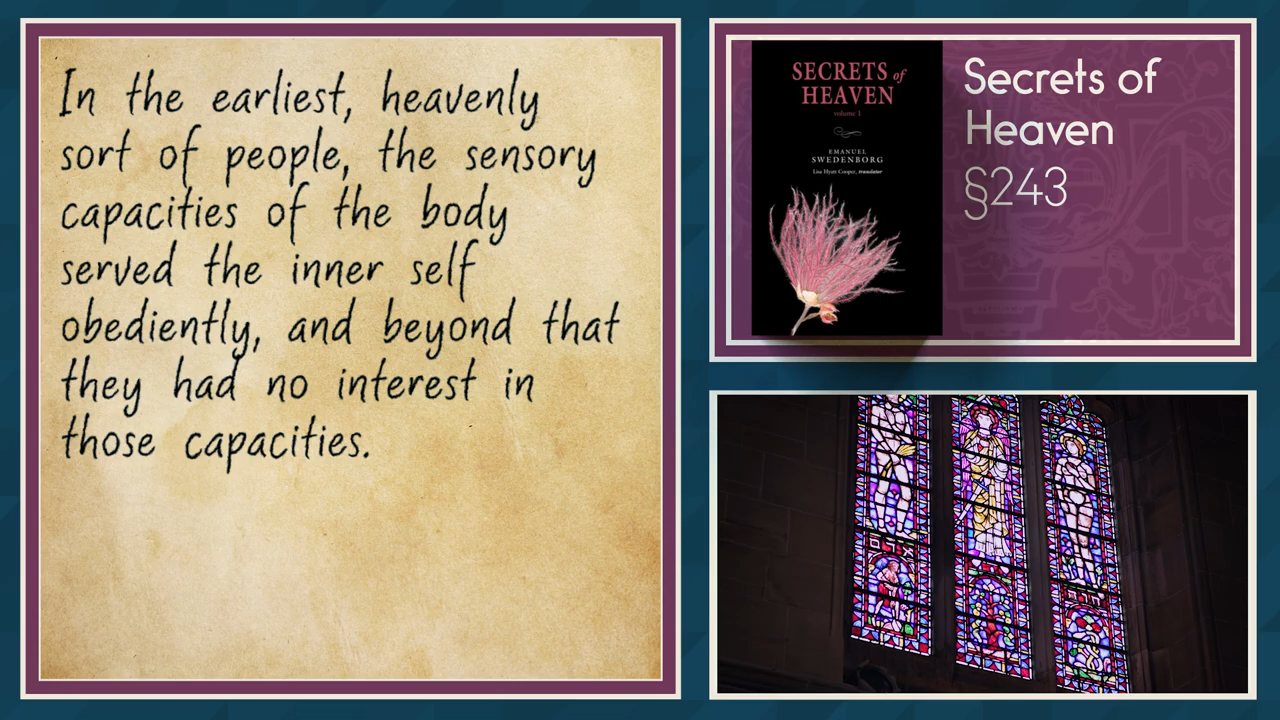 In the earliest, heavenly
sort of people, the sensory
capacities of the body
served the inner self
obediently, and beyond that
they had no interest in
those capacities.
SECRETS of
HEAVEN
volume 1
EMANUEL
SWEDENBORG
Lisa Hyatt Cooper, translator
Secrets of
Heaven
§243